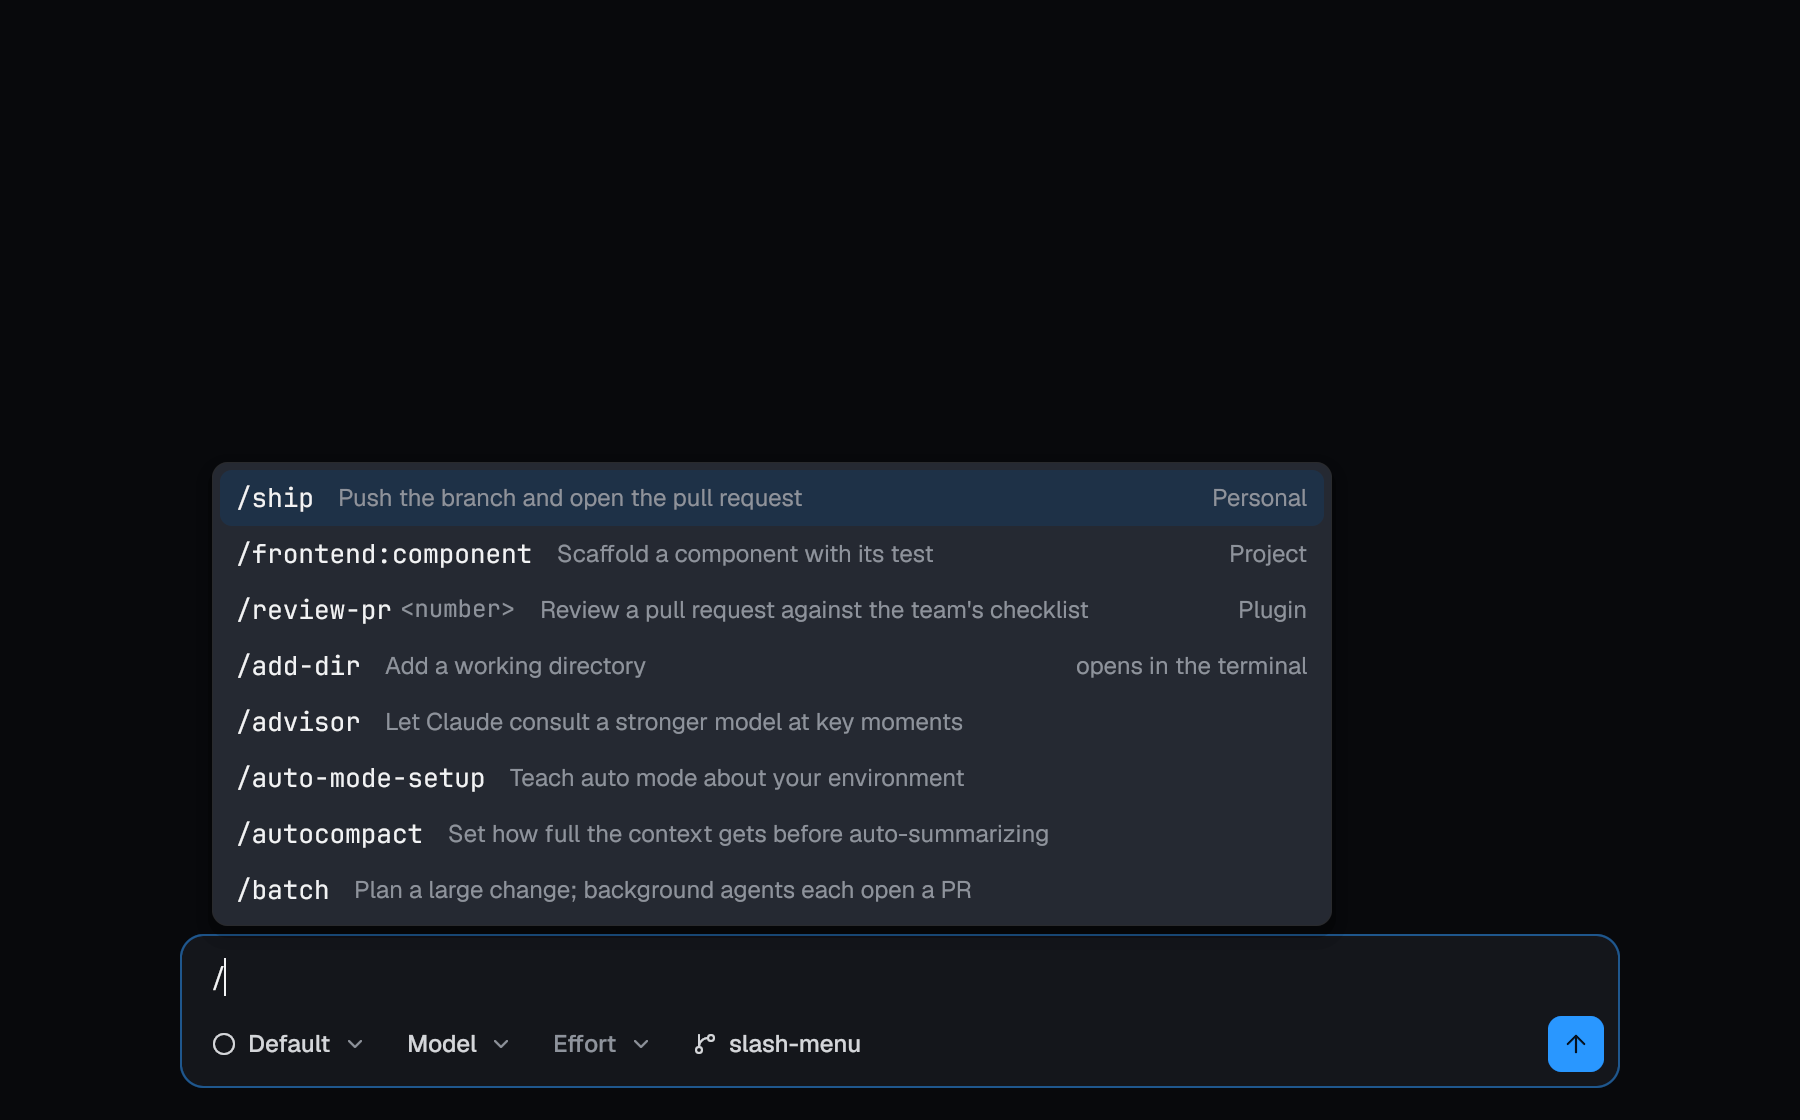 /ship Push the branch and open the pull request Personal
/frontend:component Scaffold a component with its test Project
/review-pr <number> Review a pull request against the team's checklist Plugin
/add-dir Add a working directory opens in the terminal
/advisor Let Claude consult a stronger model at key moments
/auto-mode-setup Teach auto mode about your environment
/autocompact Set how full the context gets before auto-summarizing
/batch Plan a large change; background agents each open a PR
/
Default Model Effort slash-menu